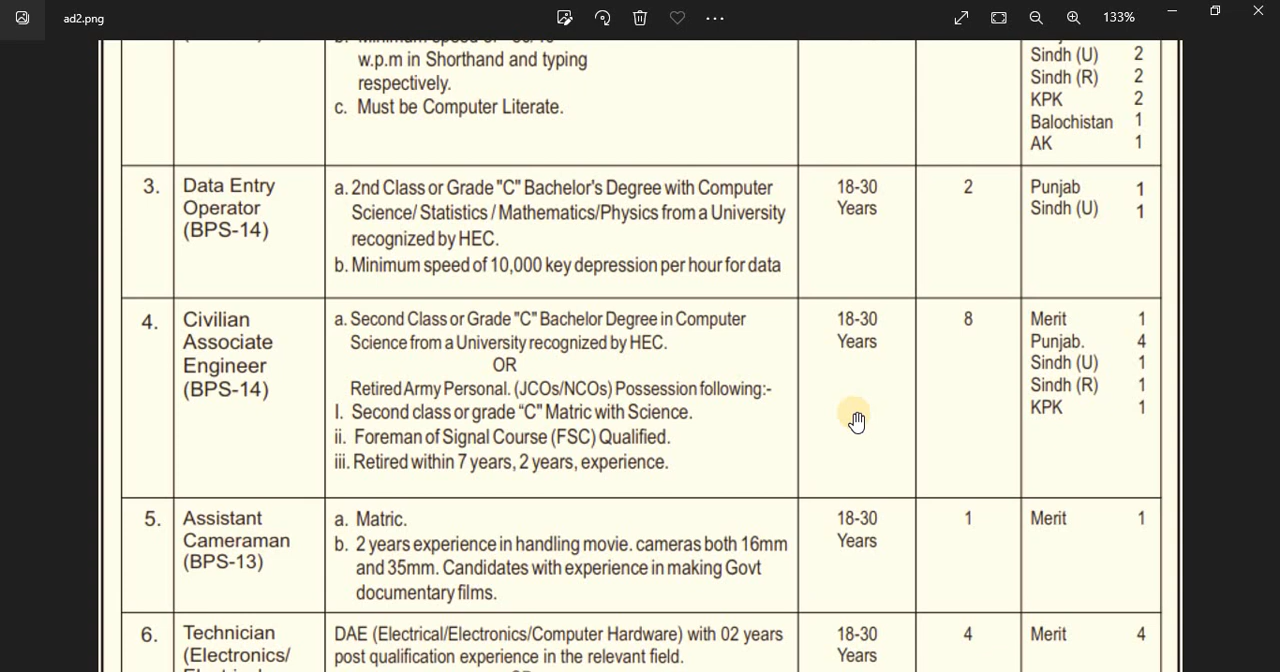 ad2.png
133%
w.p.m in Shorthand and typing
respectively.
c. Must be Computer Literate.
Sindh (U) 2
Sindh (R) 2
KPK 2
Balochistan 1
AK 1
3. Data Entry
Operator
(BPS-14)
a. 2nd Class or Grade "C" Bachelor's Degree with Computer
Science/ Statistics / Mathematics/Physics from a University
recognized by HEC.
b. Minimum speed of 10,000 key depression per hour for data
18-30
Years
2
Punjab 1
Sindh (U) 1
4. Civilian
Associate
Engineer
(BPS-14)
a. Second Class or Grade "C" Bachelor Degree in Computer
Science from a University recognized by HEC.
OR
Retired Army Personal. (JCOs/NCOs) Possession following:-
I. Second class or grade “C" Matric with Science.
ii. Foreman of Signal Course (FSC) Qualified.
iii. Retired within 7 years, 2 years, experience.
18-30
Years
8
Merit 1
Punjab. 4
Sindh (U) 1
Sindh (R) 1
KPK 1
5. Assistant
Cameraman
(BPS-13)
a. Matric.
b. 2 years experience in handling movie. cameras both 16mm
and 35mm. Candidates with experience in making Govt
documentary films.
18-30
Years
1
Merit 1
6. Technician
(Electronics/
DAE (Electrical/Electronics/Computer Hardware) with 02 years
post qualification experience in the relevant field.
18-30
Years
4
Merit 4